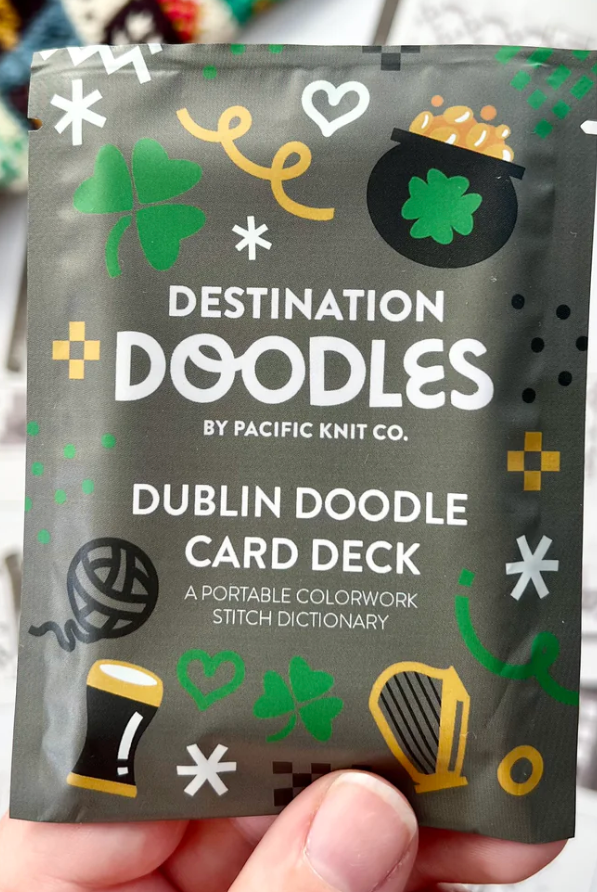 DESTINATION
DOODLES
BY PACIFIC KNIT CO.
DUBLIN DOODLE
CARD DECK
A PORTABLE COLORWORK
STITCH DICTIONARY